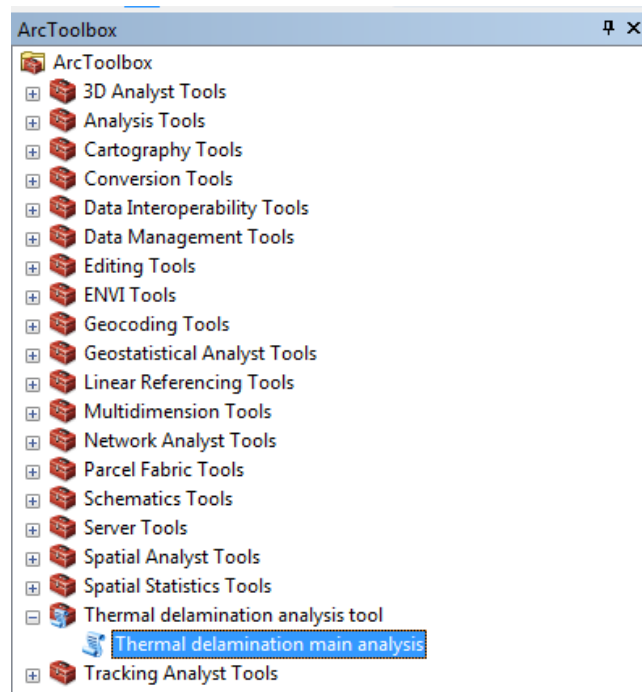 ArcToolbox
ArcToolbox
3D Analyst Tools
Analysis Tools
Cartography Tools
Conversion Tools
Data Interoperability Tools
Data Management Tools
Editing Tools
ENVI Tools
Geocoding Tools
Geostatistical Analyst Tools
Linear Referencing Tools
Multidimension Tools
Network Analyst Tools
Parcel Fabric Tools
Schematics Tools
Server Tools
Spatial Analyst Tools
Spatial Statistics Tools
Thermal delamination analysis tool
Thermal delamination main analysis
Tracking Analyst Tools